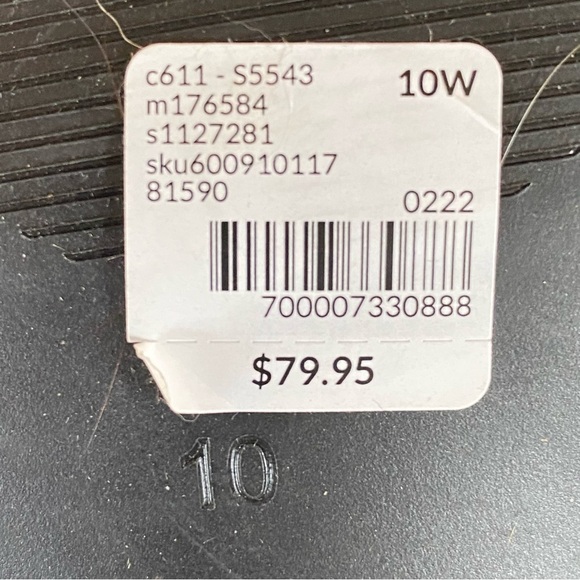 c611 - S5543 10W
m176584
s1127281
sku600910117
81590
0222
700007330888
$79.95
10